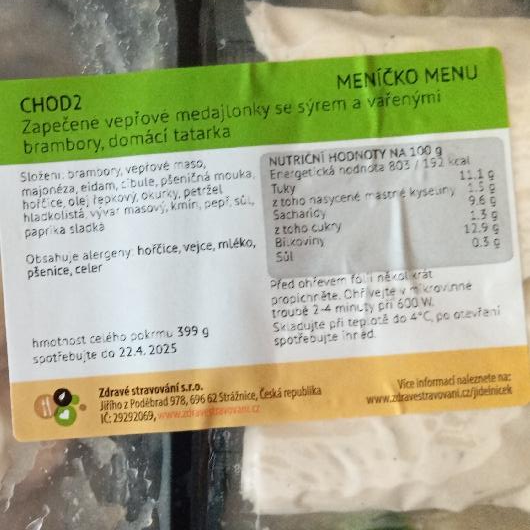 MENÍČKO MENU
CHOD2
Zapečené vepřové medajlonky se sýrem a vařenými
brambory, domácí tatarka
Složení: brambory, vepřové maso,
majonéza, eidam, cibule, pšeničná mouka,
hořčice, olej řepkový, okurky, petržel
hladkolistá, vývar masový, kmín, pepř, sůl,
paprika sladká
Obsahuje alergeny: hořčice, vejce, mléko,
pšenice, celer
hmotnost celého pokrmu 399 g
spotřebujte do 22.4. 2025
NUTRIČNÍ HODNOTY NA 100 g
Energetická hodnota 803 / 192 kcal
Tuky 11.1 g
z toho nasycené mastné kyseliny 1.5 g
Sacharidy 9.6 g
z toho cukry 1.3 g
Bílkoviny 12.9 g
Sůl 0.3 g
Před ohřevem folii několikrát
propíchněte. Ohřívejte v mikrovlnné
troubě 2-4 minuty při 600 W.
Skladujte při teplotě do 4°C, po otevření
spotřebujte ihned.
Zdravé stravování s.r.o.
Jiřího z Poděbrad 978, 696 62 Strážnice, Česká republika
IČ: 29292069, www.zdravestravovani.cz
Více informací naleznete na:
www.zdravestravovani.cz/jidelnicek